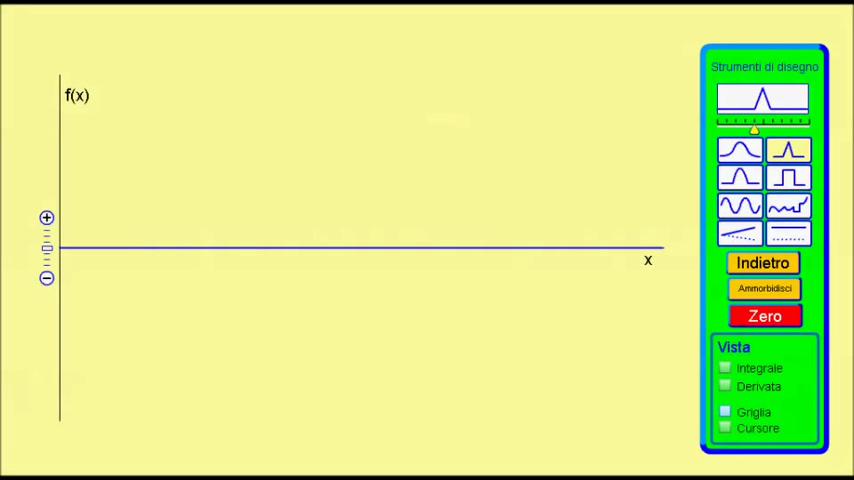 f(x)
x
Strumenti di disegno
Indietro
Ammorbidisci
Zero
Vista
Integrale
Derivata
Griglia
Cursore